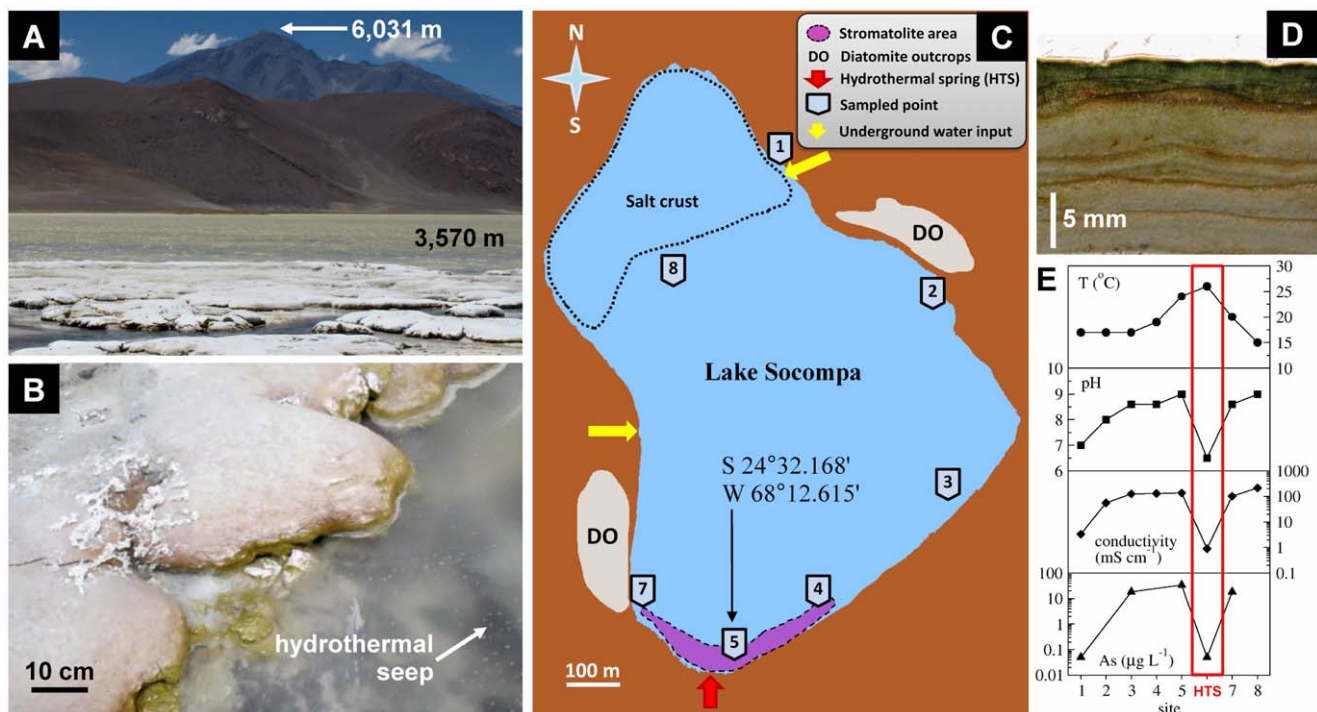 A
6,031 m
3,570 m
B
hydrothermal
seep
10 cm
C
N
S
Stromatolite area
DO Diatomite outcrops
Hydrothermal spring (HTS)
Sampled point
Underground water input
1
Salt crust
DO
8
2
Lake Socompa
S 24°32.168'
W 68°12.615'
3
DO
7
4
5
100 m
D
5 mm
E
T (°C)
30
25
20
15
10
10
pH
9
8
7
6
1000
100
10
1
0.1
conductivity
(mS cm⁻¹)
100
10
1
0.1
0.01
As (µg L⁻¹)
1 2 3 4 5 HTS 7 8
site